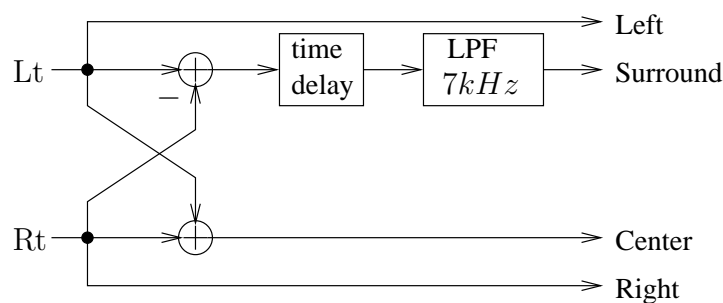 Left
Lt
−
time
delay
LPF
7kHz
Surround
Rt
Center
Right